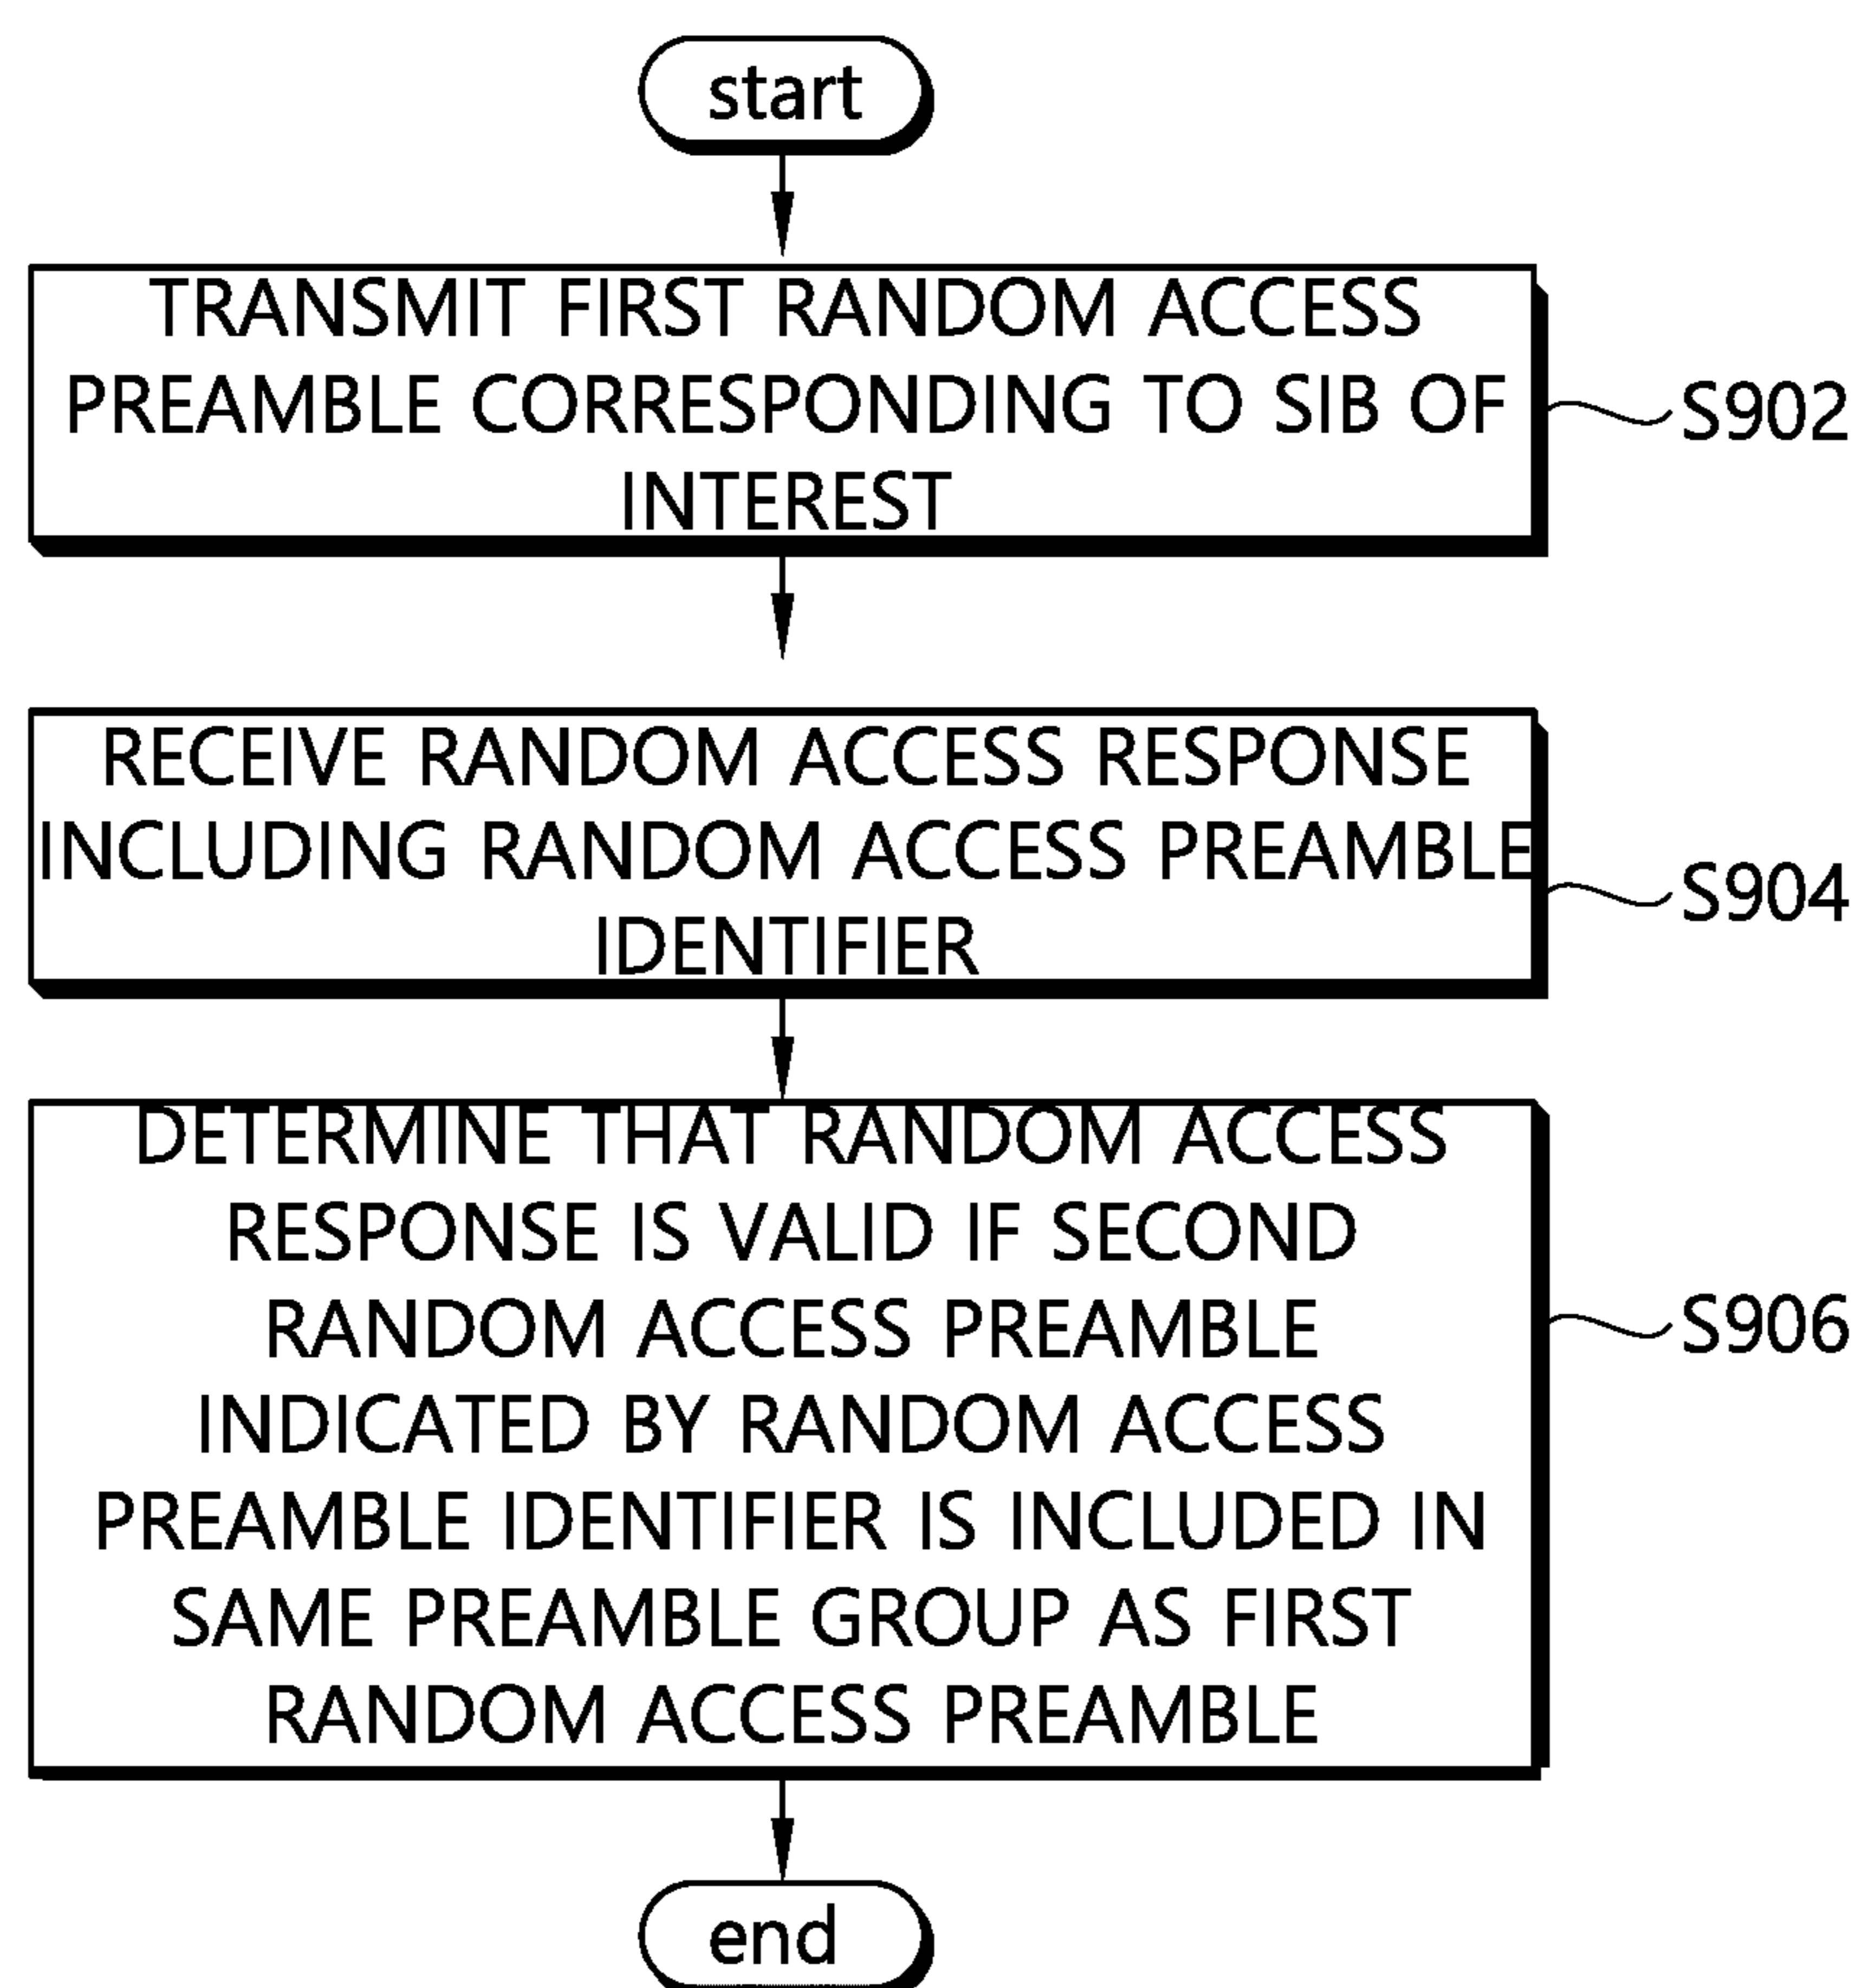 start
TRANSMIT FIRST RANDOM ACCESS
PREAMBLE CORRESPONDING TO SIB OF
INTEREST
S902
RECEIVE RANDOM ACCESS RESPONSE
INCLUDING RANDOM ACCESS PREAMBLE
IDENTIFIER
S904
DETERMINE THAT RANDOM ACCESS
RESPONSE IS VALID IF SECOND
RANDOM ACCESS PREAMBLE
INDICATED BY RANDOM ACCESS
PREAMBLE IDENTIFIER IS INCLUDED IN
SAME PREAMBLE GROUP AS FIRST
RANDOM ACCESS PREAMBLE
S906
end